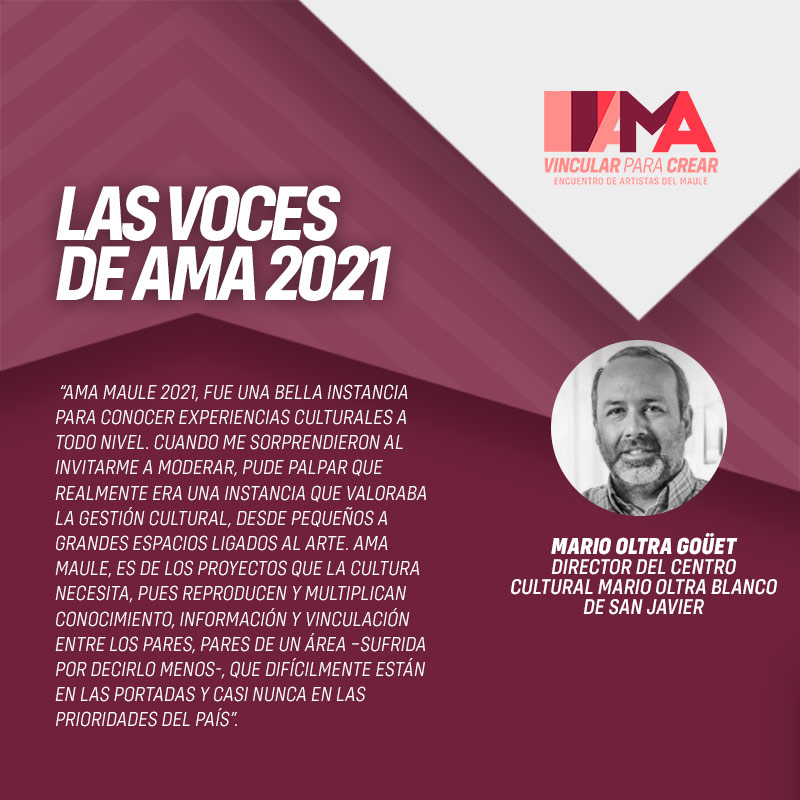 AMA
VINCULAR PARA CREAR
ENCUENTRO DE ARTISTAS DEL MAULE
LAS VOCES
DE AMA 2021
“AMA MAULE 2021, FUE UNA BELLA INSTANCIA
PARA CONOCER EXPERIENCIAS CULTURALES A
TODO NIVEL. CUANDO ME SORPRENDIERON AL
INVITARME A MODERAR, PUDE PALPAR QUE
REALMENTE ERA UNA INSTANCIA QUE VALORABA
LA GESTIÓN CULTURAL, DESDE PEQUEÑOS A
GRANDES ESPACIOS LIGADOS AL ARTE. AMA
MAULE, ES DE LOS PROYECTOS QUE LA CULTURA
NECESITA, PUES REPRODUCEN Y MULTIPLICAN
CONOCIMIENTO, INFORMACIÓN Y VINCULACIÓN
ENTRE LOS PARES, PARES DE UN ÁREA –SUFRIDA
POR DECIRLO MENOS-, QUE DIFÍCILMENTE ESTÁN
EN LAS PORTADAS Y CASI NUNCA EN LAS
PRIORIDADES DEL PAÍS”.
MARIO OLTRA GOÜET
DIRECTOR DEL CENTRO
CULTURAL MARIO OLTRA BLANCO
DE SAN JAVIER